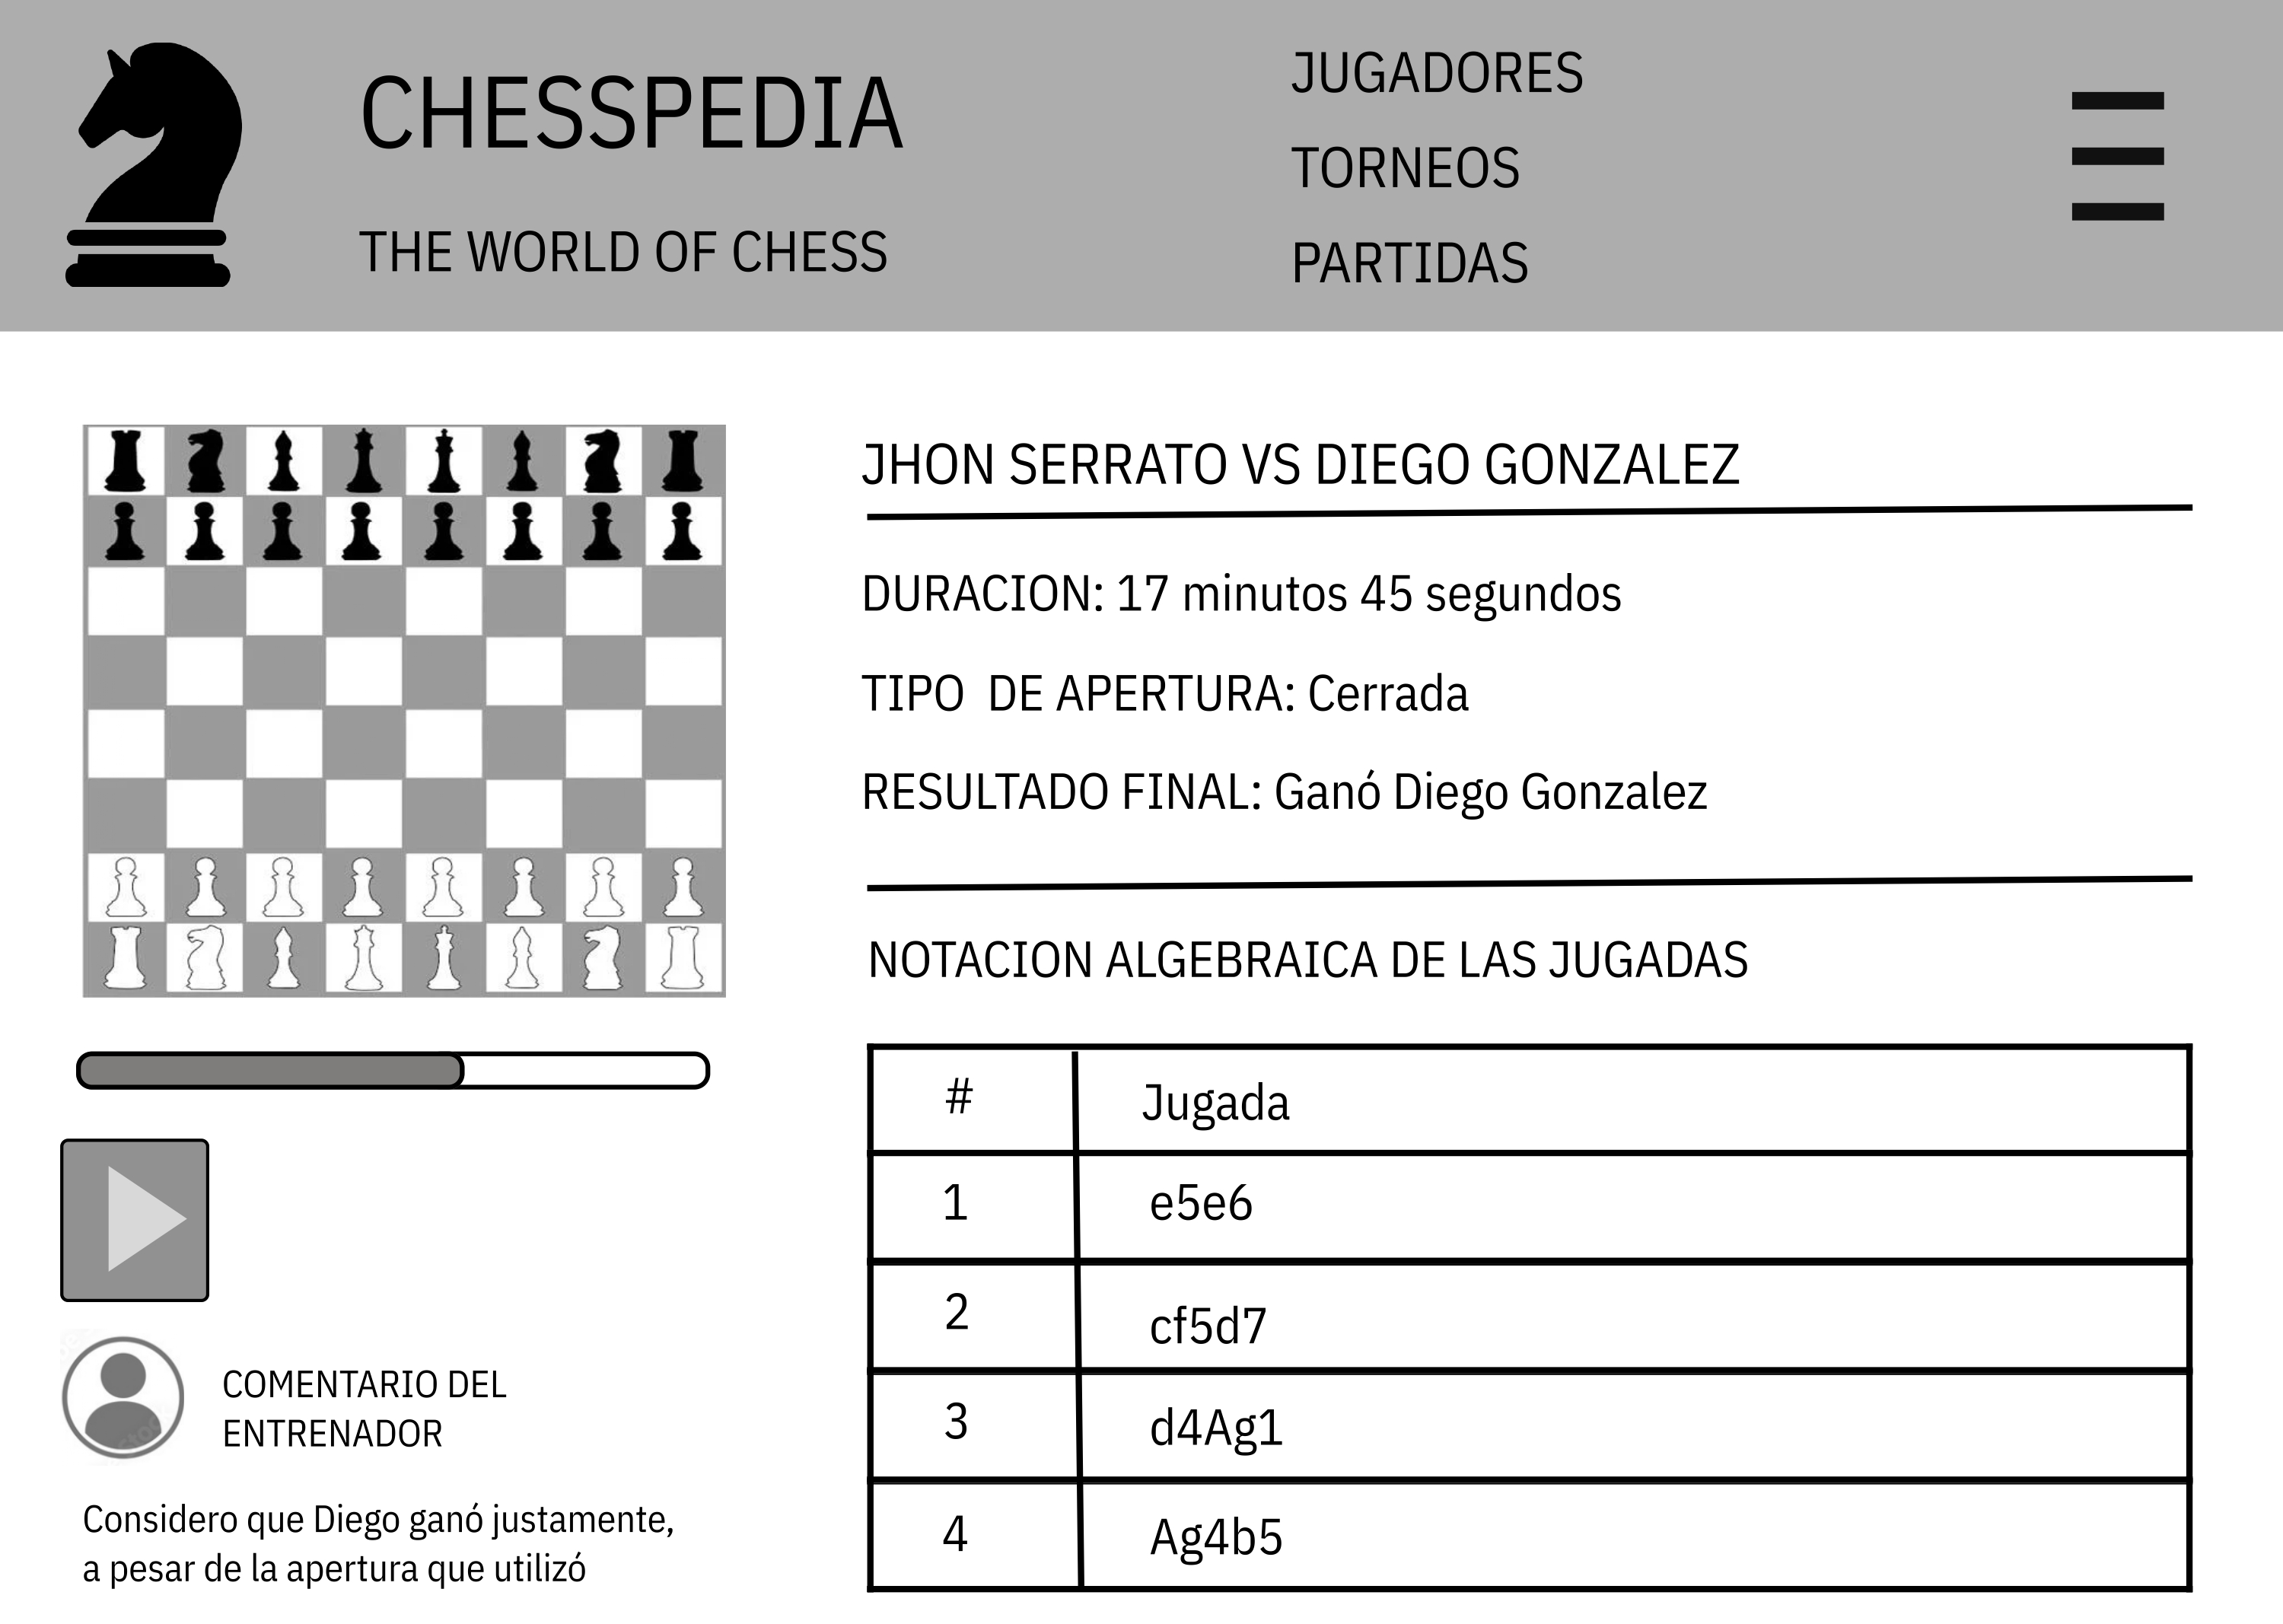 CHESSPEDIA
THE WORLD OF CHESS
JUGADORES
TORNEOS
PARTIDAS
JHON SERRATO VS DIEGO GONZALEZ
DURACION: 17 minutos 45 segundos
TIPO DE APERTURA: Cerrada
RESULTADO FINAL: Ganó Diego Gonzalez
NOTACION ALGEBRAICA DE LAS JUGADAS
# Jugada
1 e5e6
2 cf5d7
3 d4Ag1
4 Ag4b5
COMENTARIO DEL
ENTRENADOR
Considero que Diego ganó justamente,
a pesar de la apertura que utilizó